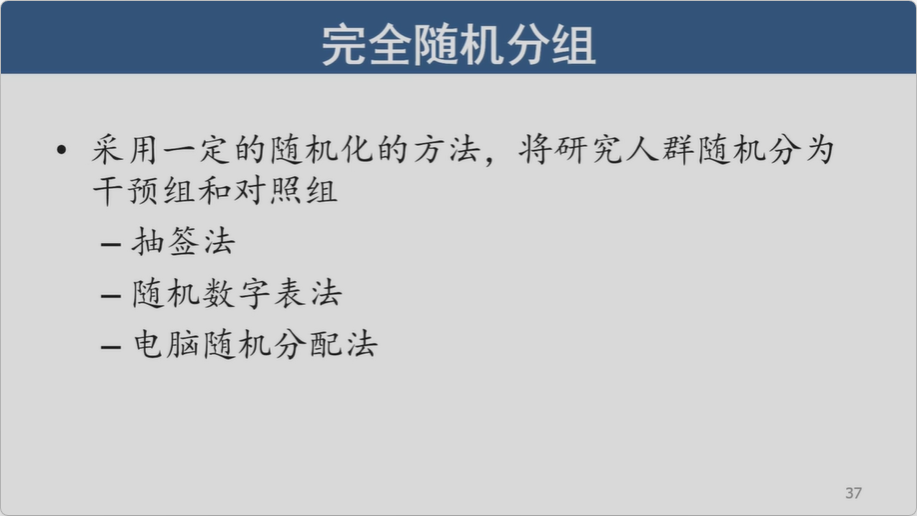 完全随机分组
• 采用一定的随机化的方法，将研究人群随机分为
干预组和对照组
– 抽签法
– 随机数字表法
– 电脑随机分配法
37